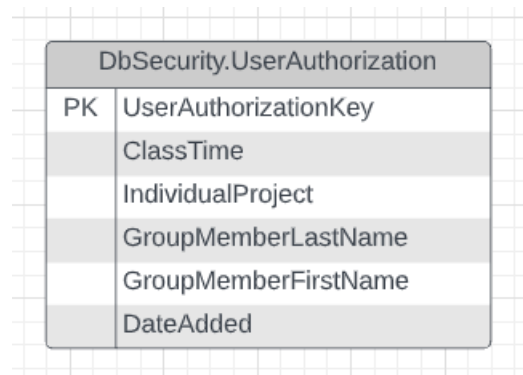 DbSecurity.UserAuthorization
PK UserAuthorizationKey
ClassTime
IndividualProject
GroupMemberLastName
GroupMemberFirstName
DateAdded